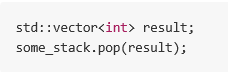 std::vector<int> result;
some_stack.pop(result);